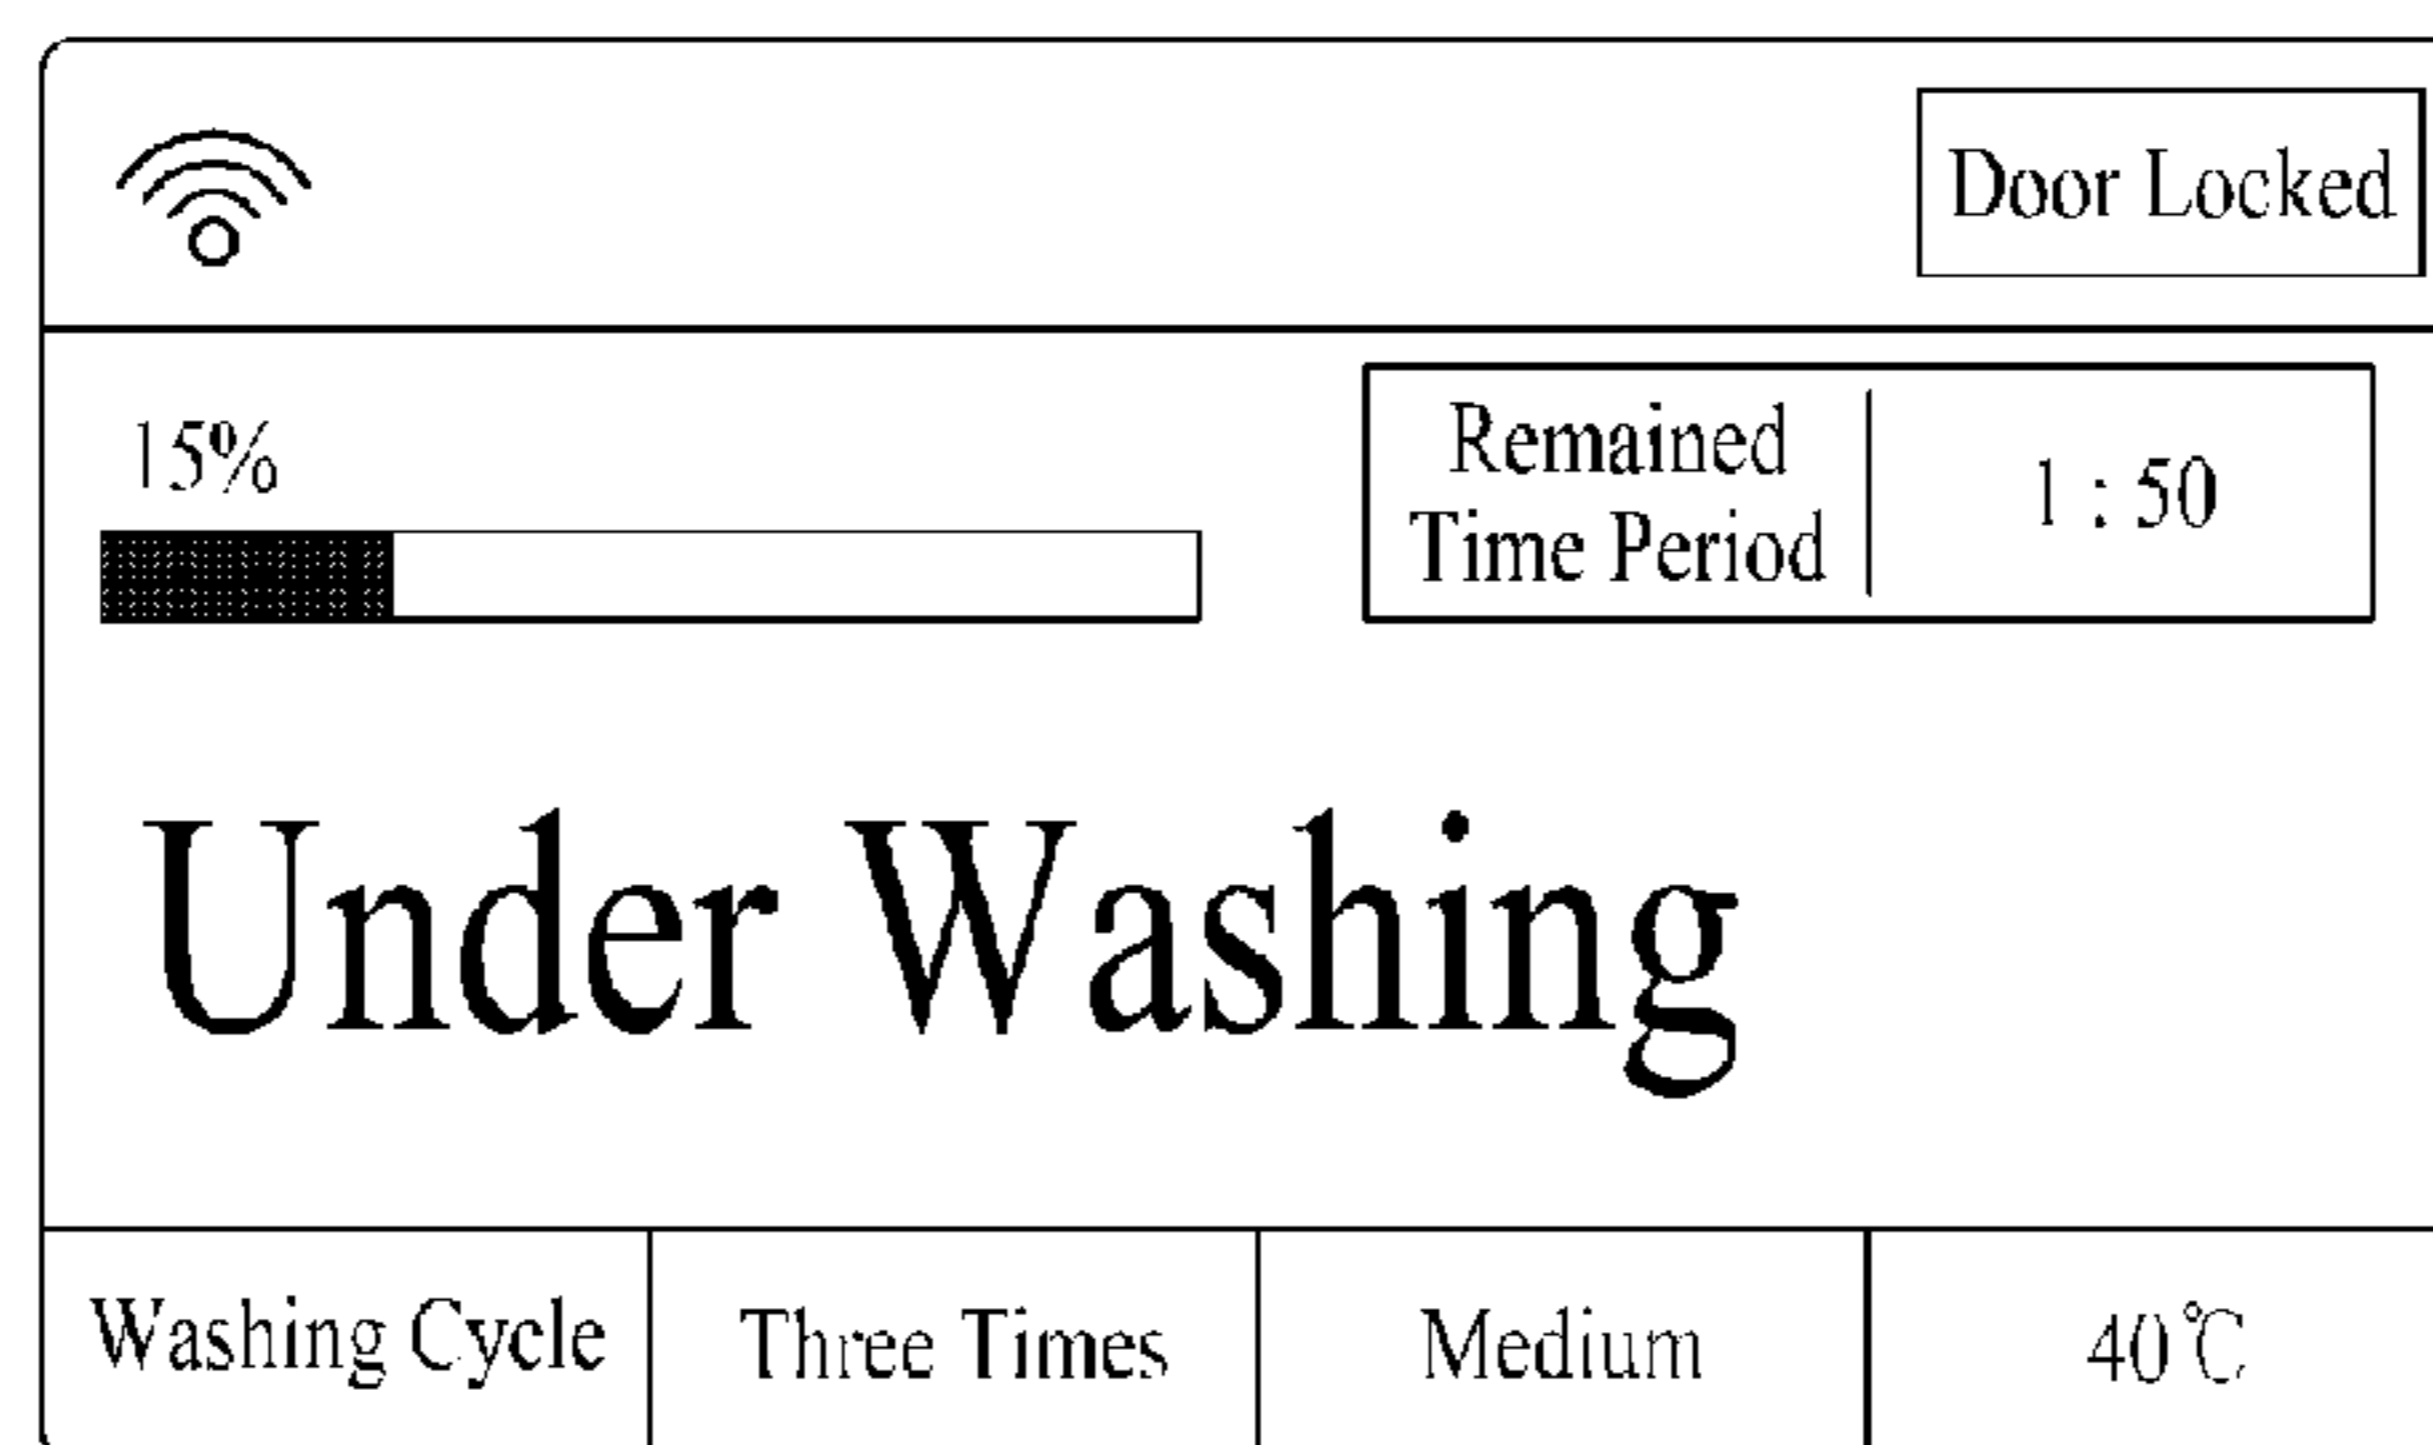 Door Locked
15%
Remained
Time Period
1 : 50
Under Washing
Washing Cycle
Three Times
Medium
40℃